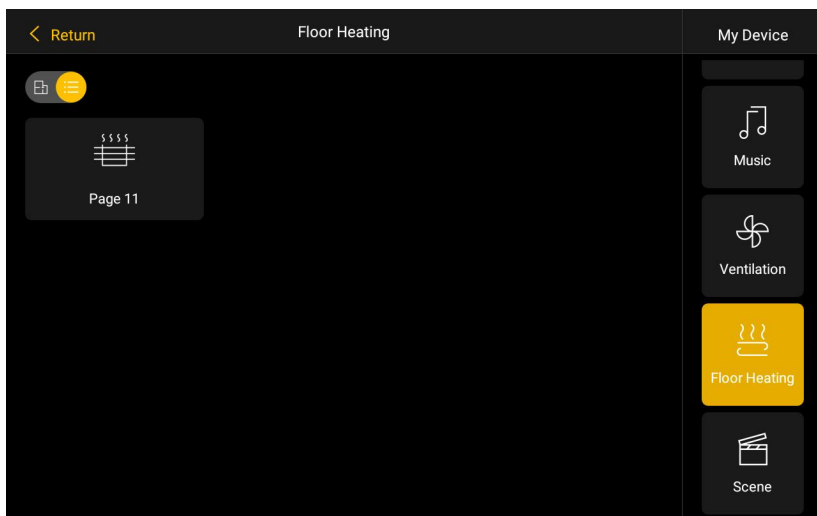 Return
Floor Heating
My Device
Page 11
Music
Ventilation
Floor Heating
Scene